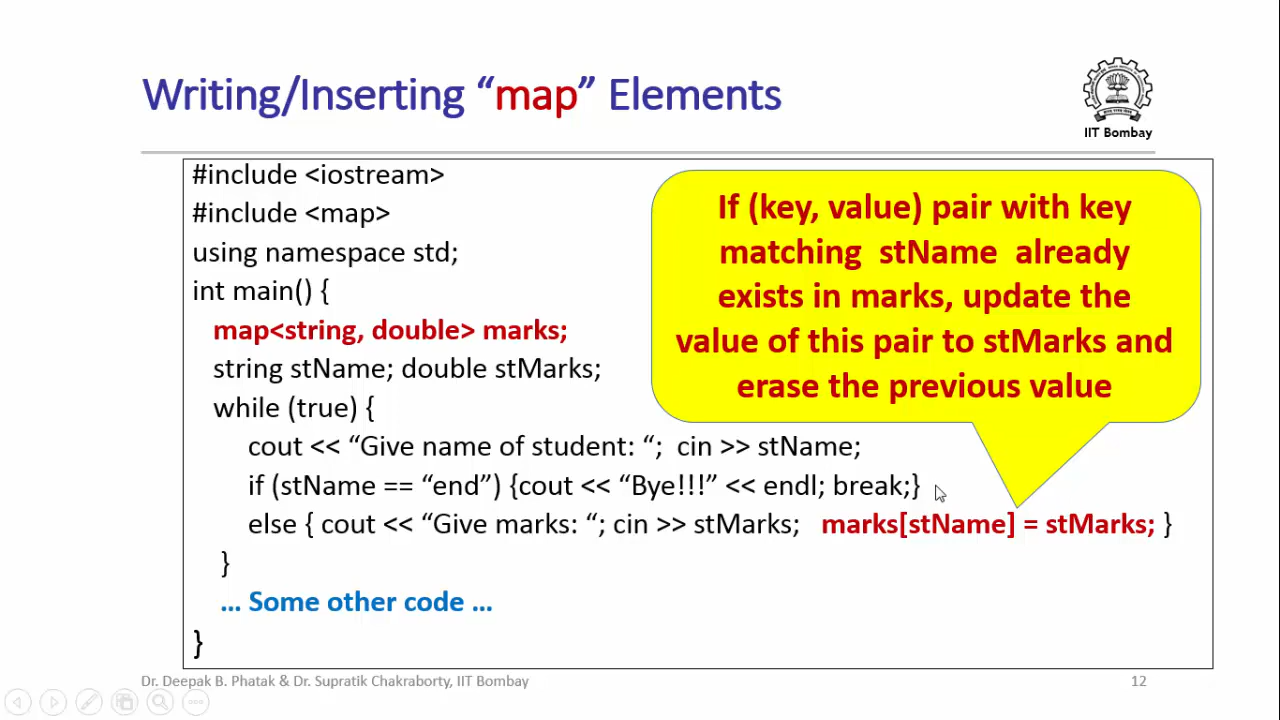 Writing/Inserting “map” Elements
IIT Bombay
#include <iostream>
#include <map>
using namespace std;
int main() {
map<string, double> marks;
string stName; double stMarks;
while (true) {
cout << “Give name of student: “; cin >> stName;
if (stName == “end”) {cout << “Bye!!!” << endl; break;}
else { cout << “Give marks: “; cin >> stMarks; marks[stName] = stMarks; }
}
… Some other code …
}
If (key, value) pair with key
matching stName already
exists in marks, update the
value of this pair to stMarks and
erase the previous value
Dr. Deepak B. Phatak & Dr. Supratik Chakraborty, IIT Bombay
12